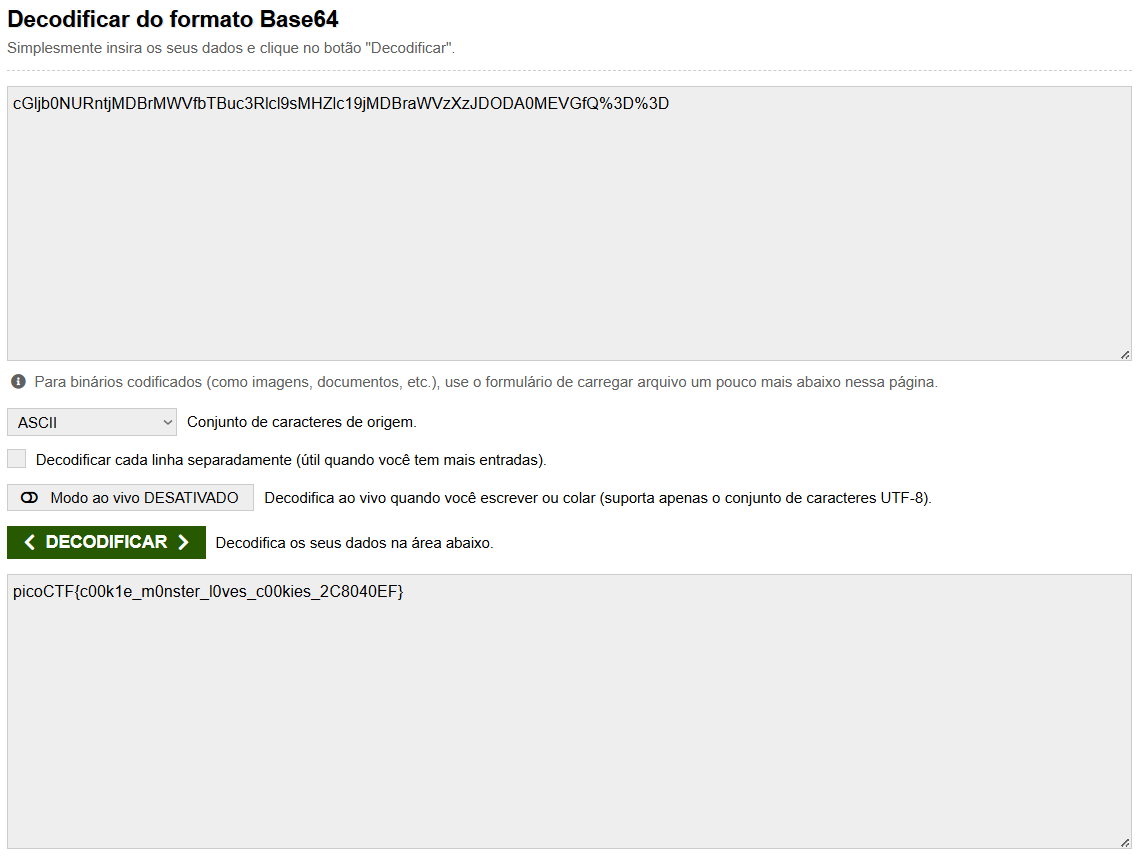 Decodificar do formato Base64
Simplesmente insira os seus dados e clique no botão "Decodificar".
cGljb0NURntjMDBrMWVfbTBuc3Rlcl9sMHZlc19jMDBraWVzXzJDODA0MEVGfQ%3D%3D
Para binários codificados (como imagens, documentos, etc.), use o formulário de carregar arquivo um pouco mais abaixo nessa página.
ASCII Conjunto de caracteres de origem.
Decodificar cada linha separadamente (útil quando você tem mais entradas).
Modo ao vivo DESATIVADO Decodifica ao vivo quando você escrever ou colar (suporta apenas o conjunto de caracteres UTF-8).
DECODIFICAR Decodifica os seus dados na área abaixo.
picoCTF{c00k1e_m0nster_l0ves_c00kies_2C8040EF}